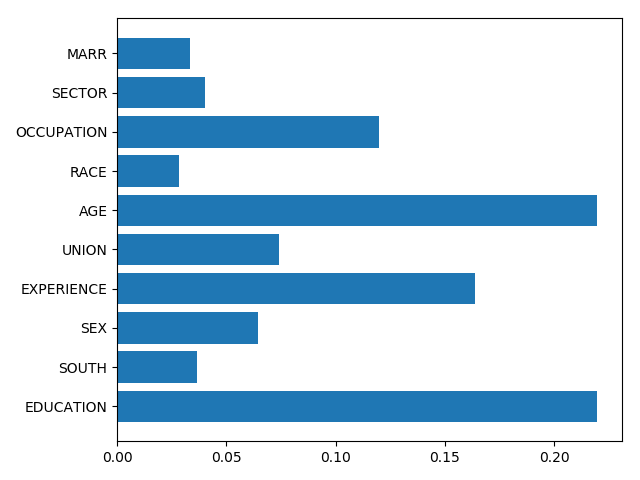 MARR
SECTOR
OCCUPATION
RACE
AGE
UNION
EXPERIENCE
SEX
SOUTH
EDUCATION
0.00 0.05 0.10 0.15 0.20